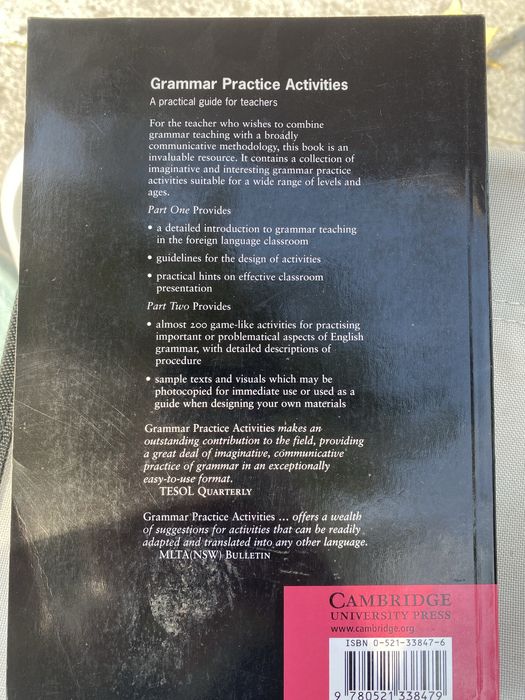 Grammar Practice Activities
A practical guide for teachers
For the teacher who wishes to combine
grammar teaching with a broadly
communicative methodology, this book is an
invaluable resource. It contains a collection of
imaginative and interesting grammar practice
activities suitable for a wide range of levels and
ages.
Part One Provides
• a detailed introduction to grammar teaching
in the foreign language classroom
• guidelines for the design of activities
• practical hints on effective classroom
presentation
Part Two Provides
• almost 200 game-like activities for practising
important or problematical aspects of English
grammar, with detailed descriptions of
procedure
• sample texts and visuals which may be
photocopied for immediate use or used as a
guide when designing your own materials
Grammar Practice Activities makes an
outstanding contribution to the field, providing
a great deal of imaginative, communicative
practice of grammar in an exceptionally
easy-to-use format.
TESOL QUARTERLY
Grammar Practice Activities ... offers a wealth
of suggestions for activities that can be readily
adapted and translated into any other language.
MLTA(NSW) BULLETIN
CAMBRIDGE
UNIVERSITY PRESS
www.cambridge.org
ISBN 0-521-33847-6
9 780521 338479